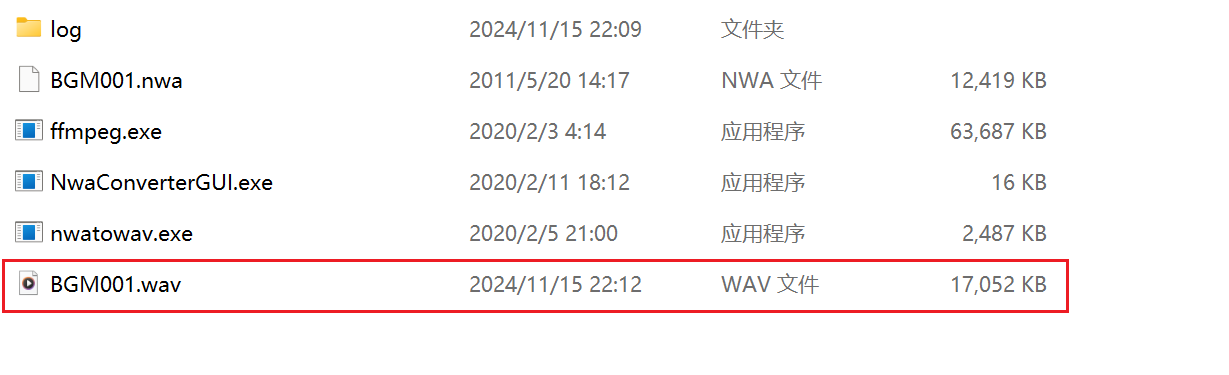 log 2024/11/15 22:09 文件夹
BGM001.nwa 2011/5/20 14:17 NWA 文件 12,419 KB
ffmpeg.exe 2020/2/3 4:14 应用程序 63,687 KB
NwaConverterGUI.exe 2020/2/11 18:12 应用程序 16 KB
nwatowav.exe 2020/2/5 21:00 应用程序 2,487 KB
BGM001.wav 2024/11/15 22:12 WAV 文件 17,052 KB